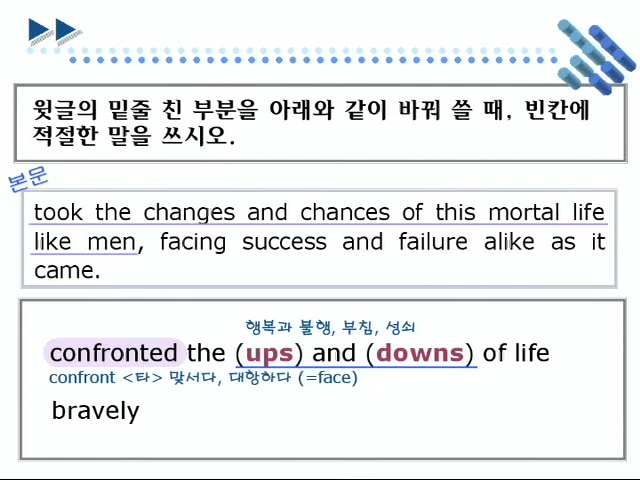 윗글의 밑줄 친 부분을 아래와 같이 바꿔 쓸 때, 빈칸에
적절한 말을 쓰시오.
본문
took the changes and chances of this mortal life
like men, facing success and failure alike as it
came.
행복과 불행, 부침, 성쇠
confronted the (ups) and (downs) of life
confront <타> 맞서다, 대항하다 (=face)
bravely